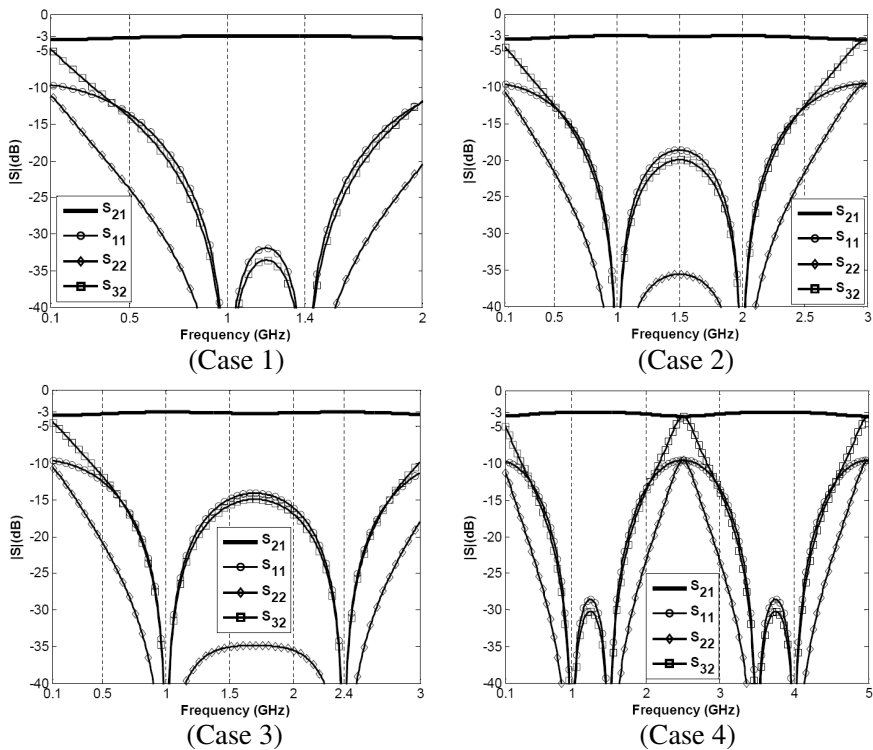 0
-3
-5
-10
-15
-20
-25
-30
-35
-40
|S|(dB)
S21
S11
S22
S32
0.1 0.5 1 1.4 2
Frequency (GHz)
(Case 1)
0
-3
-5
-10
-15
-20
-25
-30
-35
-40
|S|(dB)
S21
S11
S22
S32
0.1 0.5 1 1.5 2 2.5 3
Frequency (GHz)
(Case 2)
0
-3
-5
-10
-15
-20
-25
-30
-35
-40
|S|(dB)
S21
S11
S22
S32
0.1 0.5 1 1.5 2 2.4 3
Frequency (GHz)
(Case 3)
0
-3
-5
-10
-15
-20
-25
-30
-35
-40
|S|(dB)
S21
S11
S22
S32
0.1 1 2 3 4 5
Frequency (GHz)
(Case 4)